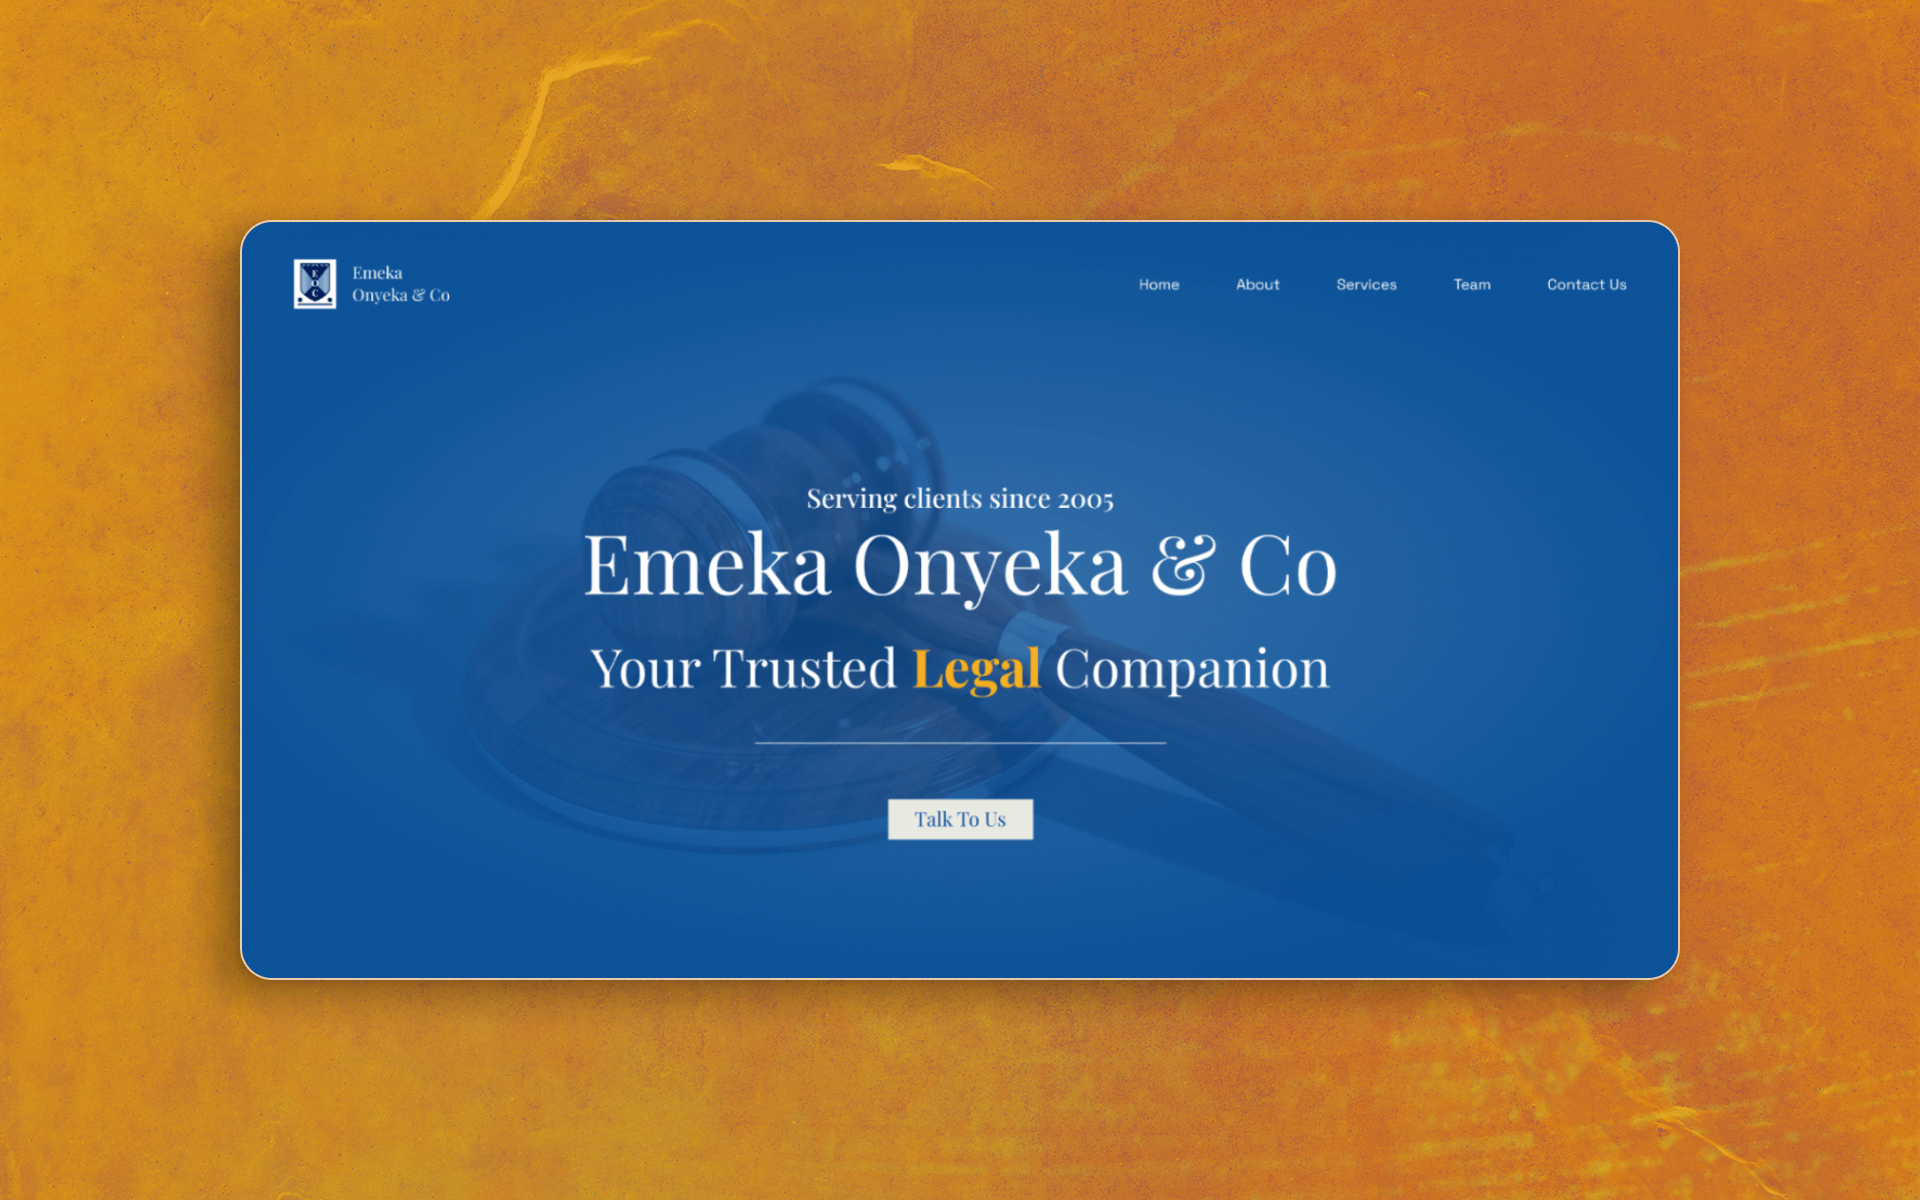 E
O
C
Emeka
Onyeka & Co
Home About Services Team Contact Us
Serving clients since 2005
Emeka Onyeka & Co
Your Trusted Legal Companion
Talk To Us